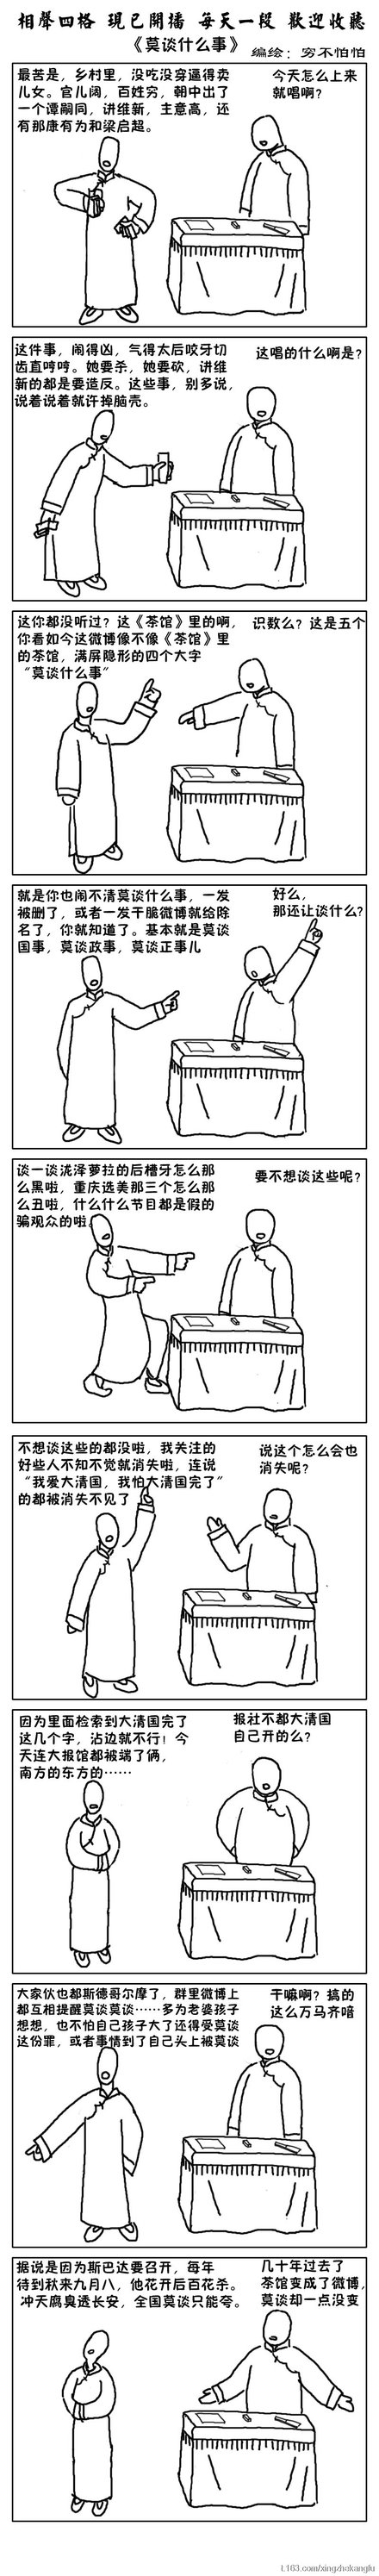 相聲四格 現已開播 每天一段 歡迎收聽
《莫谈什么事》 编绘：穷不怕怕
最苦是，乡村里，没吃没穿逼得卖
儿女。官儿阔，百姓穷，朝中出了
一个谭嗣同，讲维新，主意高，还
有那康有为和梁启超。
今天怎么上来
就唱啊？
这件事，闹得凶，气得太后咬牙切
齿直哼哼。她要杀，她要砍，讲维
新的都是要造反。这些事，别多说，
说着说着就许掉脑壳。
这唱的什么啊是？
这你都没听过？这《茶馆》里的啊，
你看如今这微博像不像《茶馆》里
的茶馆，满屏隐形的四个大字
“莫谈什么事”
识数么？这是五个
就是你也闹不清莫谈什么事，一发
被删了，或者一发干脆微博就给除
名了，你就知道了。基本就是莫谈
国事，莫谈政事，莫谈正事儿
好么，
那还让谈什么？
谈一谈泷泽萝拉的后槽牙怎么那
么黑啦，重庆选美那三个怎么那
么丑啦，什么什么节目都是假的
骗观众的啦。
要不想谈这些呢？
不想谈这些的都没啦，我关注的
好些人不知不觉就消失啦，连说
“我爱大清国，我怕大清国完了”
的都被消失不见了
说这个怎么会也
消失呢？
因为里面检索到大清国完了
这几个字，沾边就不行！今
天连大报馆都被端了俩，
南方的东方的……
报社不都大清国
自己开的么？
大家伙也都斯德哥尔摩了，群里微博上
都互相提醒莫谈莫谈……多为老婆孩子
想想，也不怕自己孩子大了还得受莫谈
这份罪，或者事情到了自己头上被莫谈
干嘛啊？搞的
这么万马齐喑
据说是因为斯巴达要召开，每年
待到秋来九月八，他花开后百花杀。
冲天腐臭透长安，全国莫谈只能夸。
几十年过去了
茶馆变成了微博，
莫谈却一点没变
L163.com/xingzhekanglu